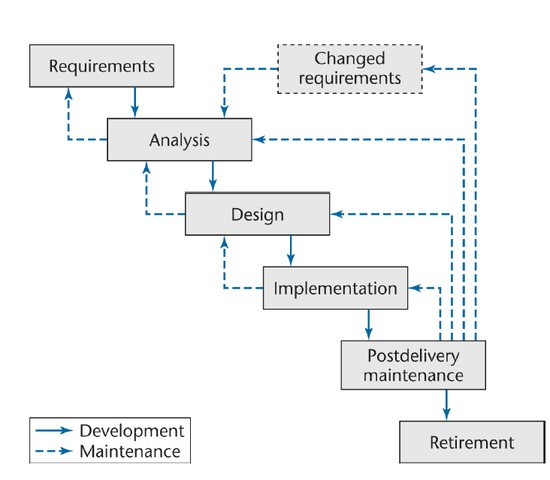 Requirements
Changed
requirements
Analysis
Design
Implementation
Postdelivery
maintenance
Retirement
Development
Maintenance